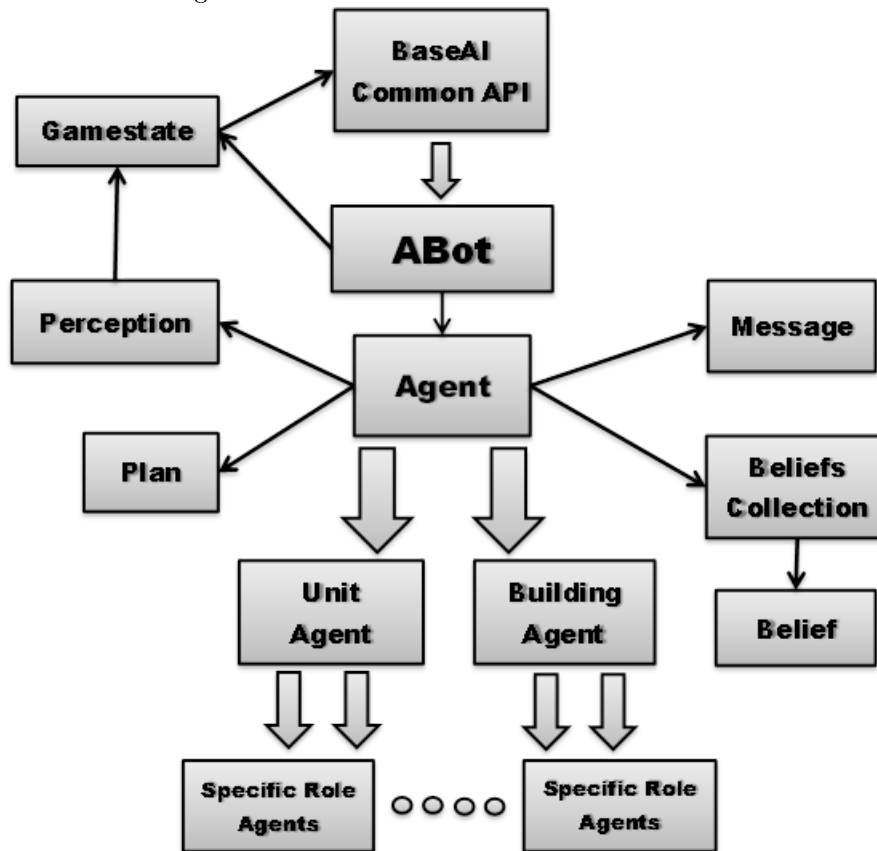 BaseAI
Common API
Gamestate
ABot
Perception
Message
Agent
Plan
Beliefs
Collection
Unit
Agent
Building
Agent
Belief
Specific Role
Agents
Specific Role
Agents